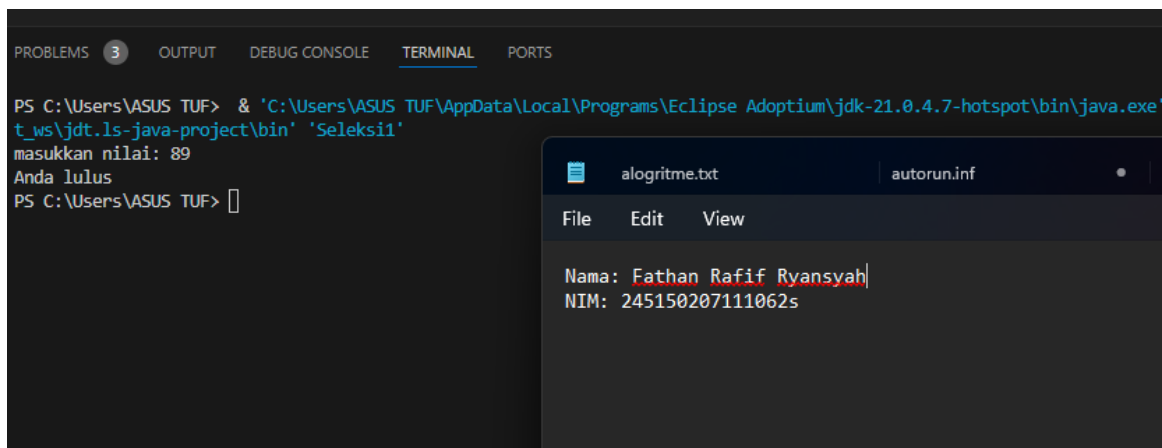 PROBLEMS 3 OUTPUT DEBUG CONSOLE TERMINAL PORTS
PS C:\Users\ASUS TUF>  & 'C:\Users\ASUS TUF\AppData\Local\Programs\Eclipse Adoptium\jdk-21.0.4.7-hotspot\bin\java.exe'
t_ws\jdt.ls-java-project\bin' 'Seleksi1'
masukkan nilai: 89
Anda lulus
PS C:\Users\ASUS TUF>
alogritme.txt autorun.inf
File Edit View
Nama: Fathan Rafif Ryansyah
NIM: 245150207111062s